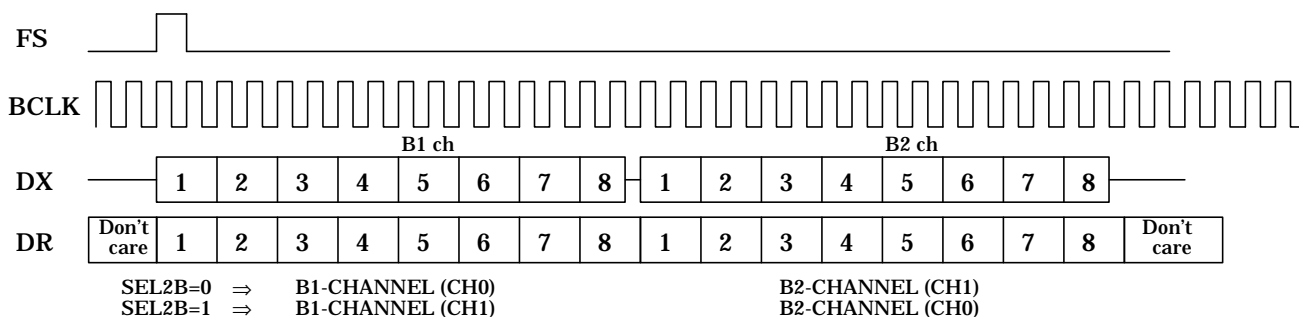 FS
BCLK
B1 ch B2 ch
DX 1 2 3 4 5 6 7 8 1 2 3 4 5 6 7 8
DR Don't care 1 2 3 4 5 6 7 8 1 2 3 4 5 6 7 8 Don't care
SEL2B=0 ⇒ B1-CHANNEL (CH0) B2-CHANNEL (CH1)
SEL2B=1 ⇒ B1-CHANNEL (CH1) B2-CHANNEL (CH0)